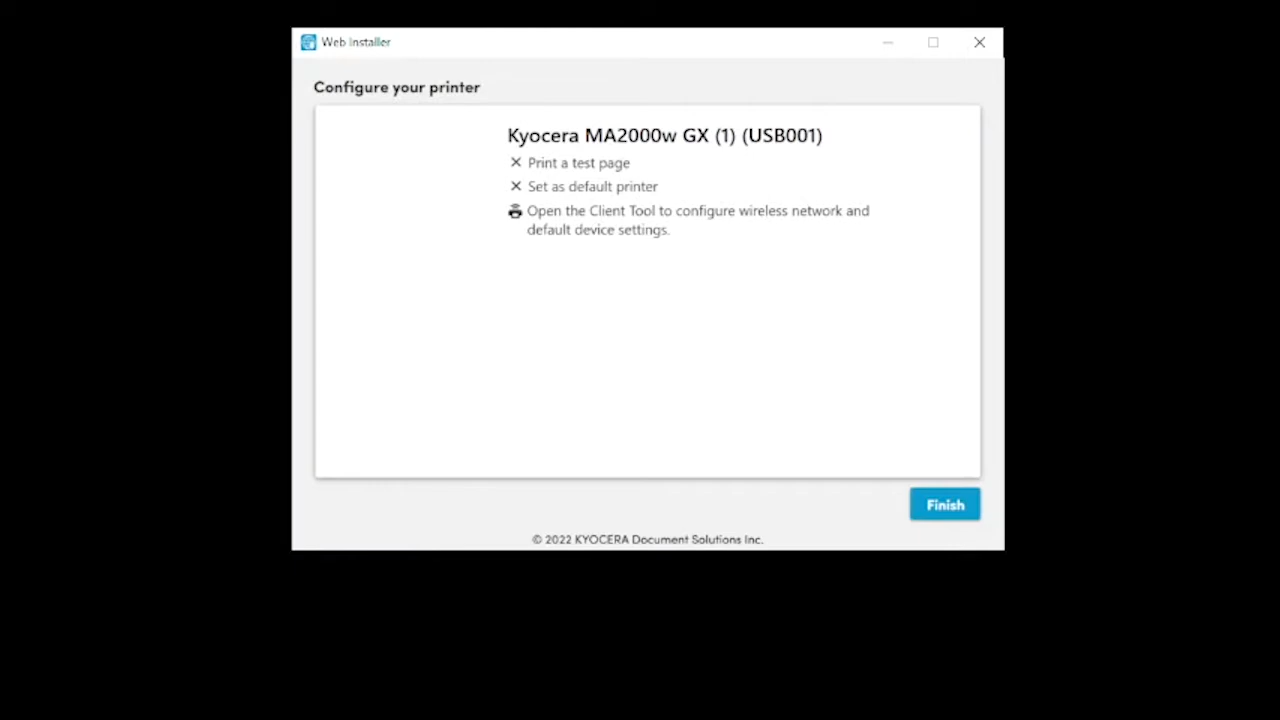 Web Installer
Configure your printer
Kyocera MA2000w GX (1) (USB001)
Print a test page
Set as default printer
Open the Client Tool to configure wireless network and
default device settings.
Finish
© 2022 KYOCERA Document Solutions Inc.